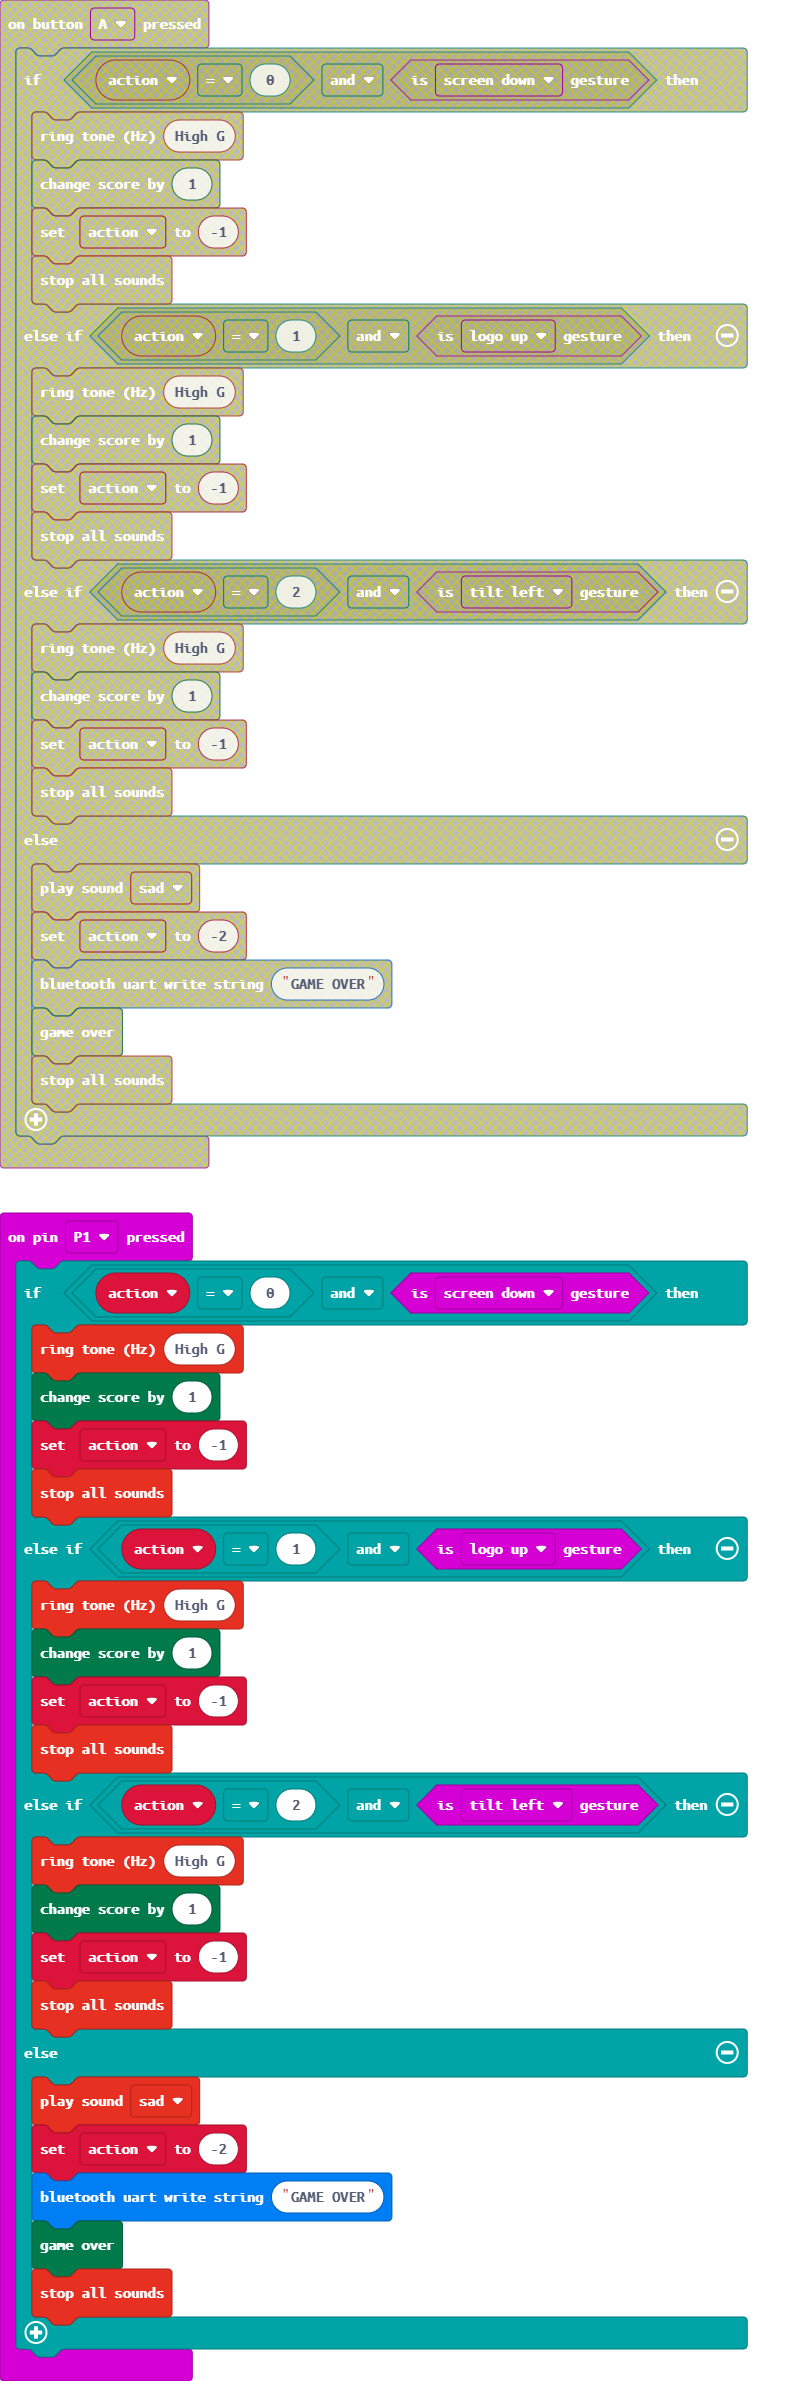 on button A pressed
if action = 0 and is screen down gesture then
ring tone (Hz) High G
change score by 1
set action to -1
stop all sounds
else if action = 1 and is logo up gesture then
ring tone (Hz) High G
change score by 1
set action to -1
stop all sounds
else if action = 2 and is tilt left gesture then
ring tone (Hz) High G
change score by 1
set action to -1
stop all sounds
else
play sound sad
set action to -2
bluetooth uart write string "GAME OVER"
game over
stop all sounds
on pin P1 pressed
if action = 0 and is screen down gesture then
ring tone (Hz) High G
change score by 1
set action to -1
stop all sounds
else if action = 1 and is logo up gesture then
ring tone (Hz) High G
change score by 1
set action to -1
stop all sounds
else if action = 2 and is tilt left gesture then
ring tone (Hz) High G
change score by 1
set action to -1
stop all sounds
else
play sound sad
set action to -2
bluetooth uart write string "GAME OVER"
game over
stop all sounds